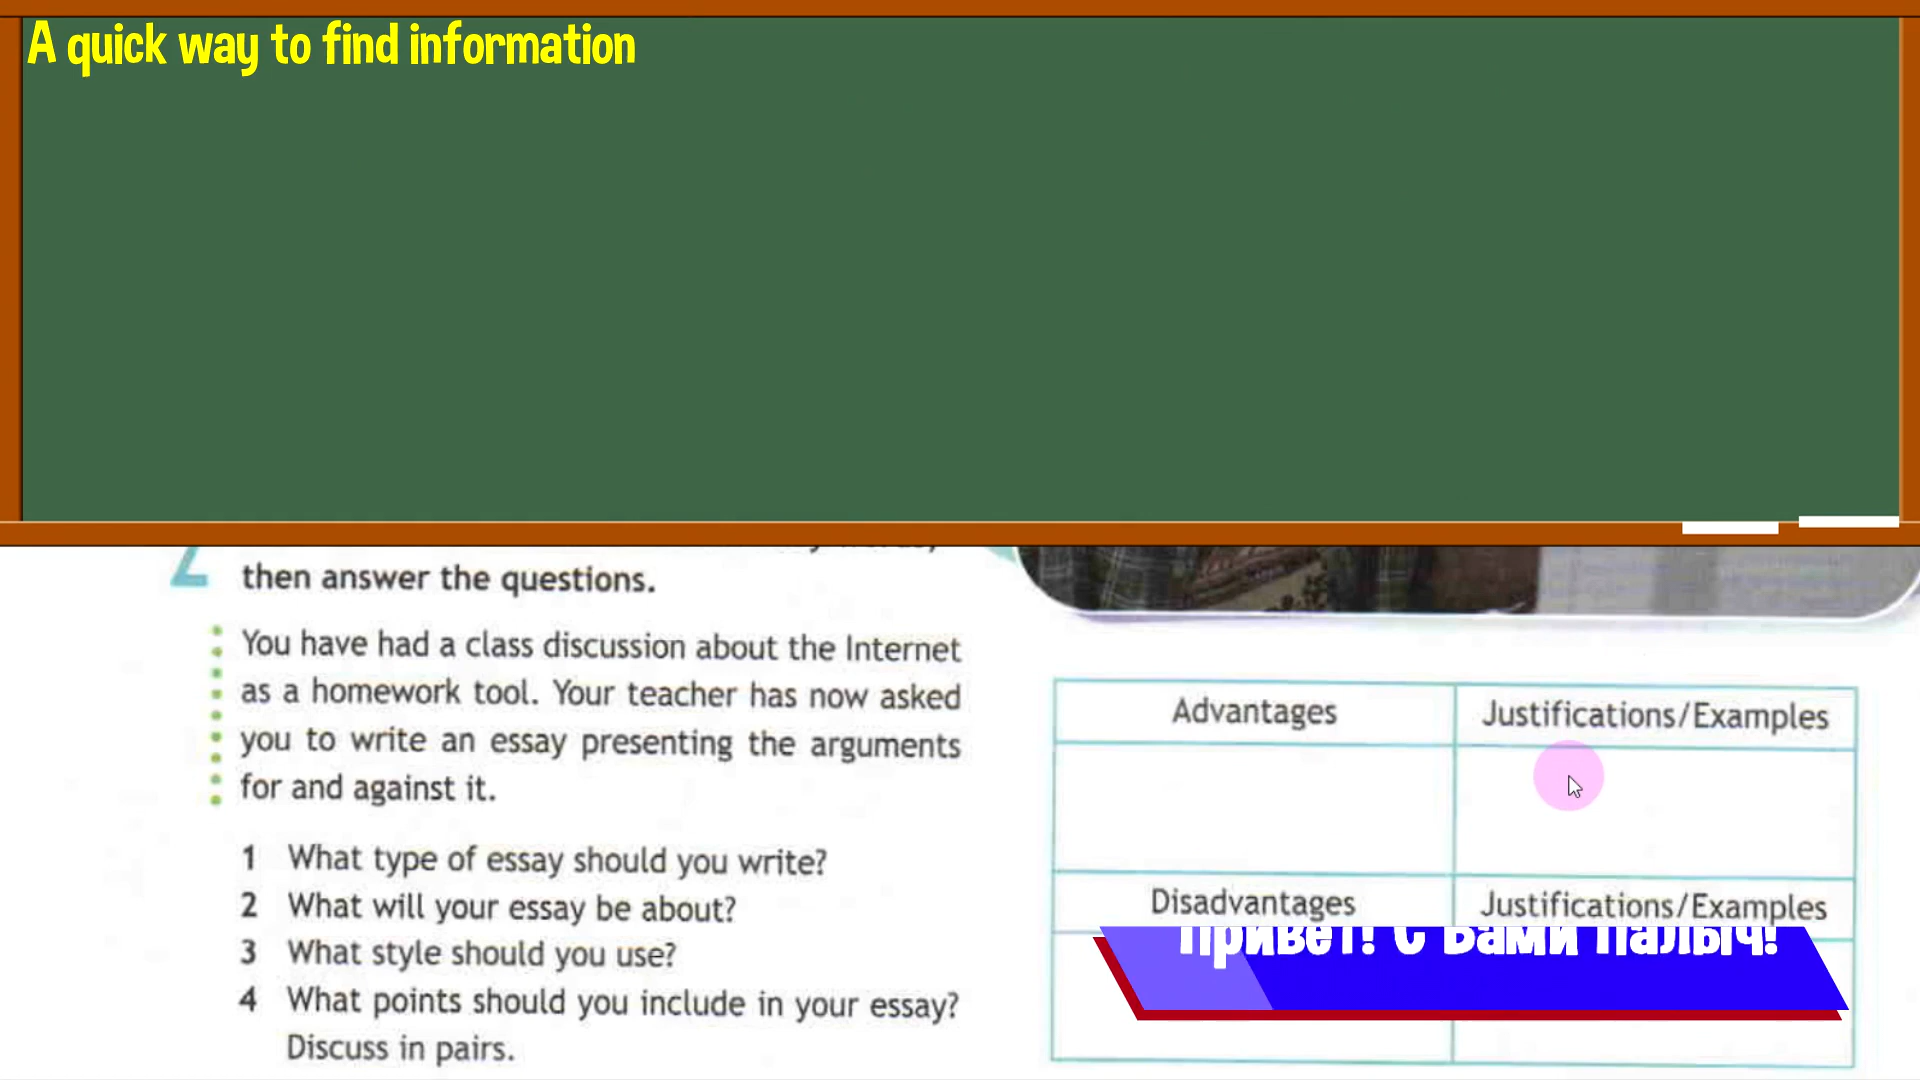 A quick way to find information
2
then answer the questions.
You have had a class discussion about the Internet
as a homework tool. Your teacher has now asked
you to write an essay presenting the arguments
for and against it.
1 What type of essay should you write?
2 What will your essay be about?
3 What style should you use?
4 What points should you include in your essay?
Discuss in pairs.
Advantages
Justifications/Examples
Disadvantages
Justifications/Examples
Привет! С Вами Палыч!